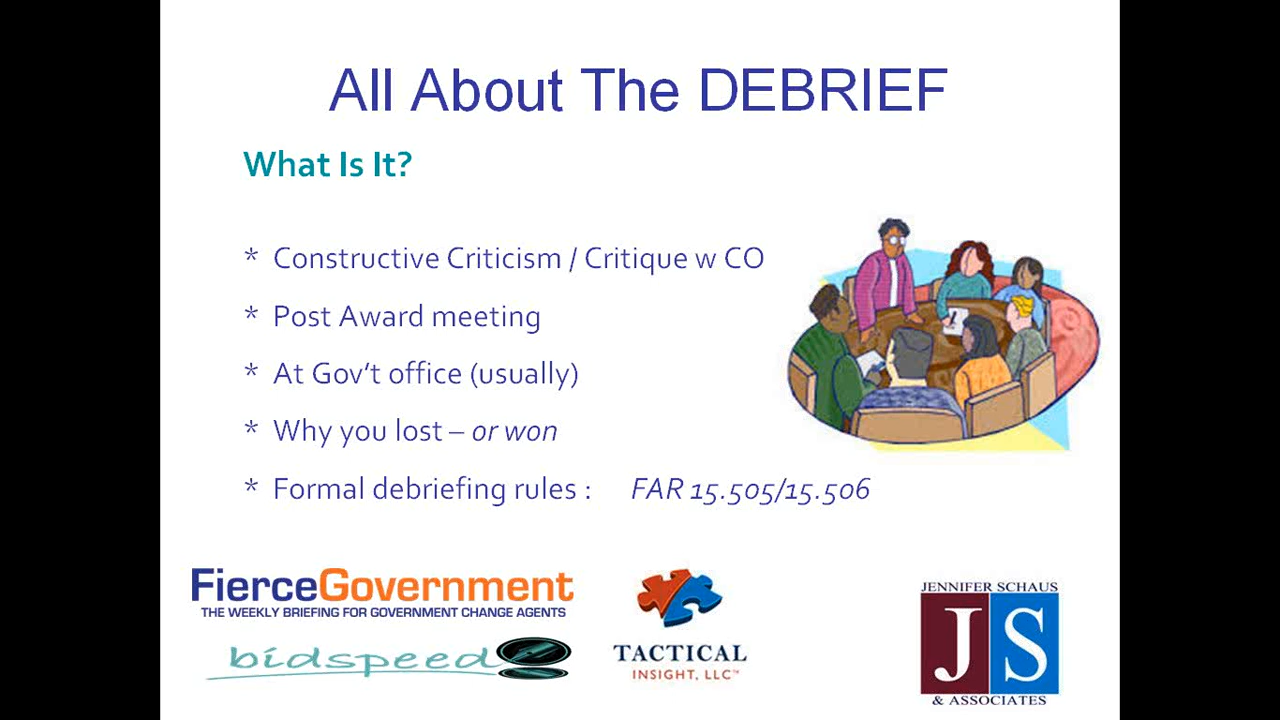 All About The DEBRIEF
What Is It?
* Constructive Criticism / Critique w CO
* Post Award meeting
* At Gov't office (usually)
* Why you lost – or won
* Formal debriefing rules : FAR 15.505/15.506
FierceGovernment
THE WEEKLY BRIEFING FOR GOVERNMENT CHANGE AGENTS
bidspeed
TACTICAL
INSIGHT, LLC™
JENNIFER SCHAUS
JS
& ASSOCIATES